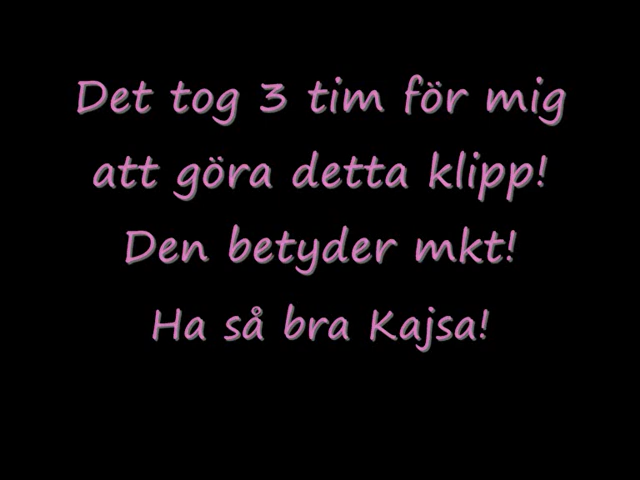 Det tog 3 tim för mig
att göra detta klipp!
Den betyder mkt!
Ha så bra Kajsa!